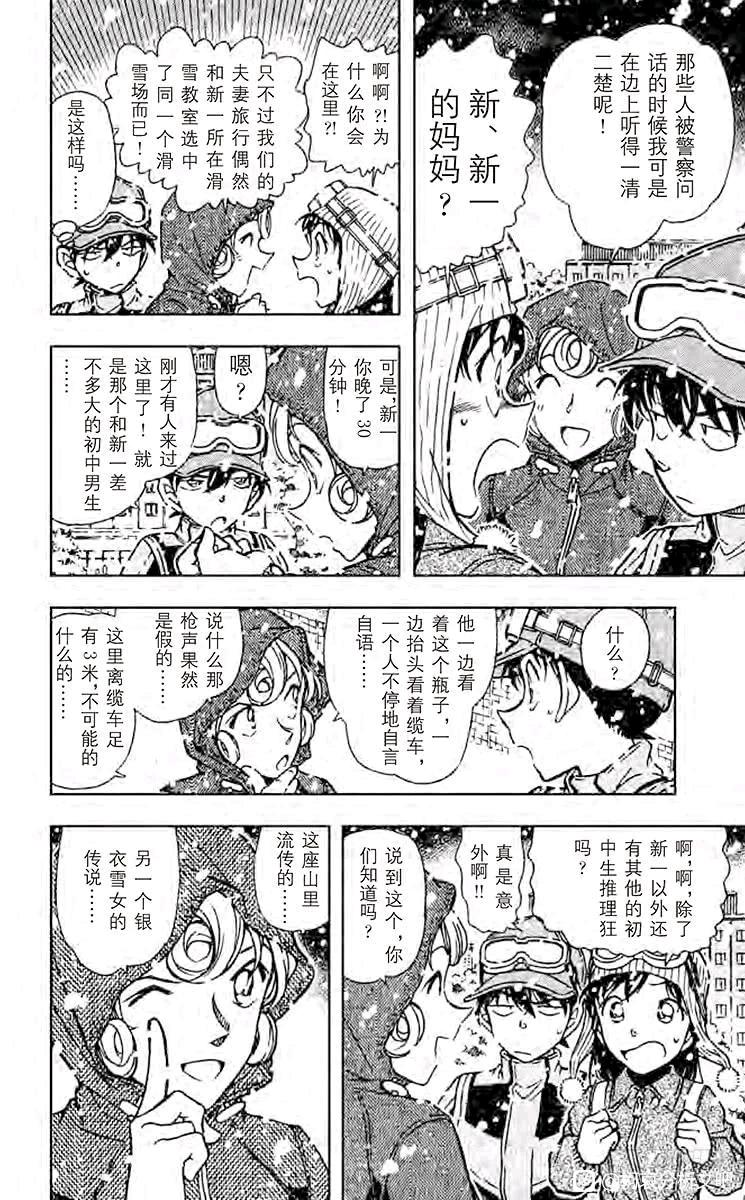 那些人被警察问
话的时候我可是
在边上听得一清
二楚呢！
新、新一
的妈妈？
啊啊？！为
什么你会
在这里？！
只不过我们的
夫妻旅行偶然
和新一所在滑
雪教室选中
了同一个滑
雪场而已！
是这样
吗……
可是，新一
你晚了30
分钟！
嗯？
刚才有人来过
这里了！就
是那个和新一差
不多大的初中男生
……
什么？
他一边看
着这个瓶子，一
边抬头看着缆车，
一个人不停地自言
自语……
说什么那
枪声果然
是假的……
这里离缆车足
有3米，不可能的
什么的……
啊，啊，除了
新一以外还
有其他的初
中生推理狂
吗？
真是意
外啊！！
说到这个，你
们知道吗？
这座山里
流传的……
另一个银
衣雪女的
传说……